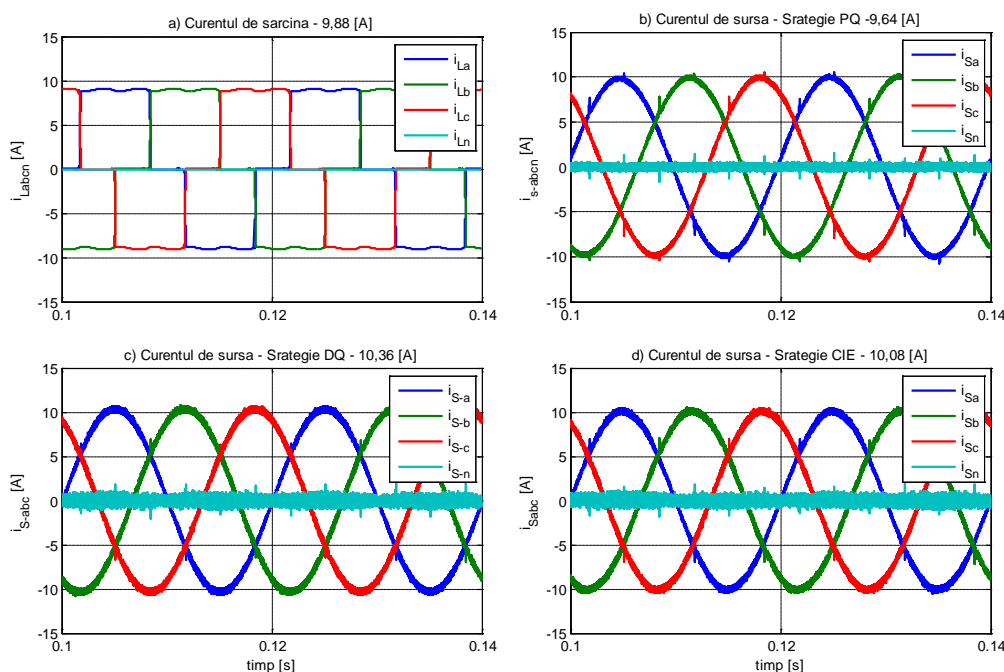 a) Curentul de sarcina - 9,88 [A]
15
10
5
0
-5
-10
-15
0.1
0.12
0.14
i_Labcn [A]
i_La
i_Lb
i_Lc
i_Ln
b) Curentul de sursa - Srategie PQ -9,64 [A]
15
10
5
0
-5
-10
-15
0.1
0.12
0.14
i_s-abcn [A]
i_Sa
i_Sb
i_Sc
i_Sn
c) Curentul de sursa - Srategie DQ - 10,36 [A]
15
10
5
0
-5
-10
-15
0.1
0.12
0.14
i_S-abc [A]
timp [s]
i_S-a
i_S-b
i_S-c
i_S-n
d) Curentul de sursa - Srategie CIE - 10,08 [A]
15
10
5
0
-5
-10
-15
0.1
0.12
0.14
i_Sabc [A]
timp [s]
i_Sa
i_Sb
i_Sc
i_Sn